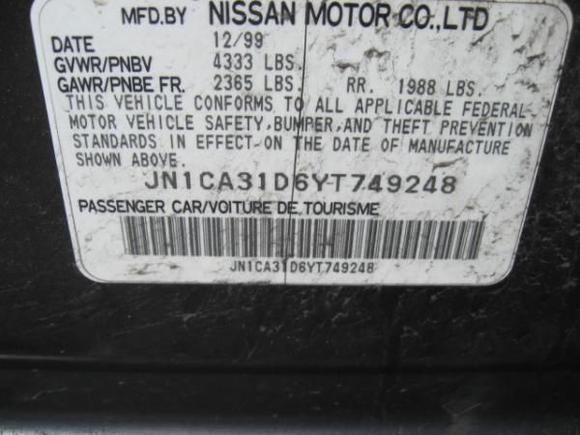 MFD.BY NISSAN MOTOR CO.,LTD
DATE 12/99
GVWR/PNBV 4333 LBS.
GAWR/PNBE FR. 2365 LBS. RR. 1988 LBS.
THIS VEHICLE CONFORMS TO ALL APPLICABLE FEDERAL
MOTOR VEHICLE SAFETY,BUMPER,AND THEFT PREVENTION
STANDARDS IN EFFECT ON THE DATE OF MANUFACTURE
SHOWN ABOVE.
JN1CA31D6YT749248
PASSENGER CAR/VOITURE DE TOURISME
JN1CA31D6YT749248